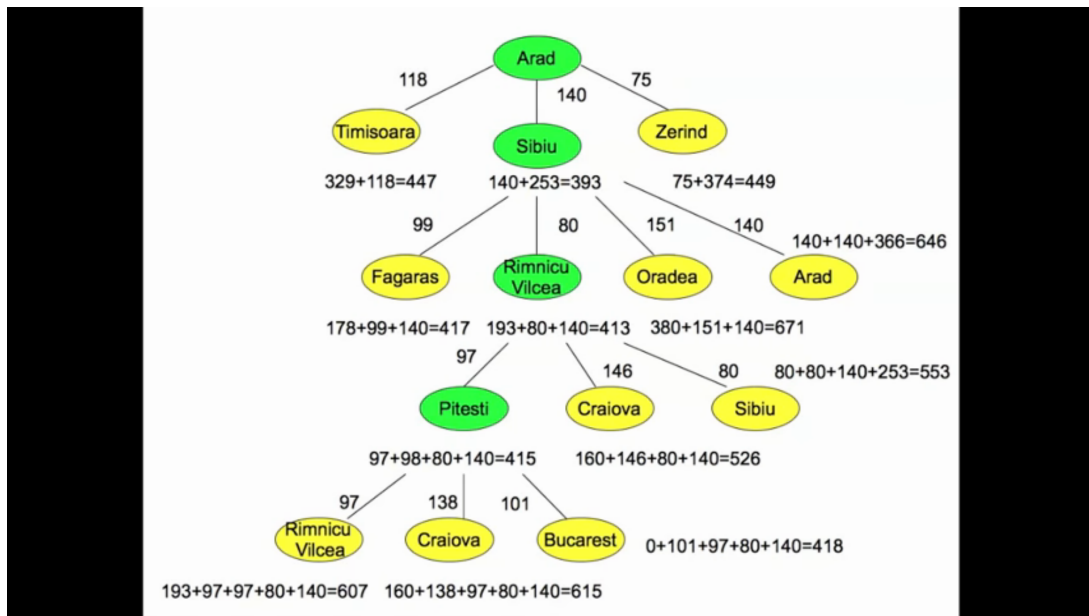 Arad
118
140
75
Timisoara
Sibiu
Zerind
329+118=447
140+253=393
75+374=449
99
80
151
140
140+140+366=646
Fagaras
Rimnicu
Vilcea
Oradea
Arad
178+99+140=417
193+80+140=413
380+151+140=671
97
146
80
80+80+140+253=553
Pitesti
Craiova
Sibiu
97+98+80+140=415
160+146+80+140=526
97
138
101
Rimnicu
Vilcea
Craiova
Bucarest
0+101+97+80+140=418
193+97+97+80+140=607
160+138+97+80+140=615